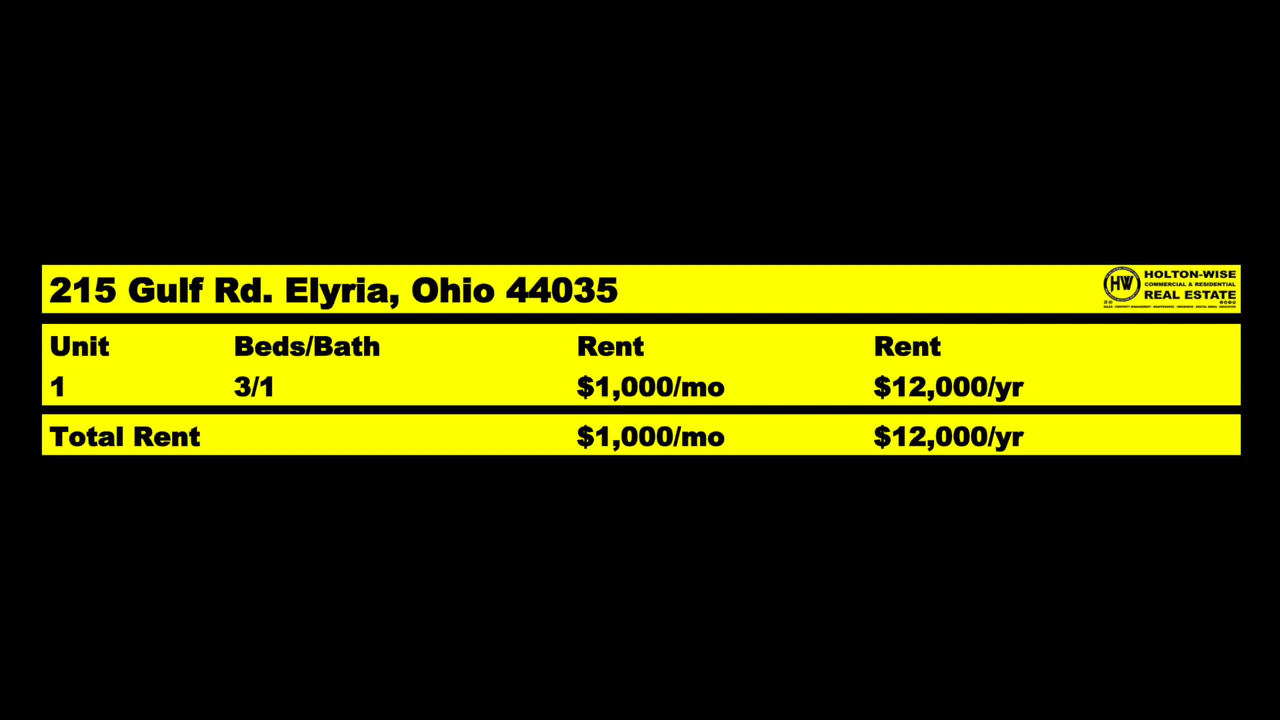 215 Gulf Rd. Elyria, Ohio 44035
HW
HOLTON-WISE
COMMERCIAL & RESIDENTIAL
REAL ESTATE
Unit Beds/Bath Rent Rent
1 3/1 $1,000/mo $12,000/yr
Total Rent $1,000/mo $12,000/yr